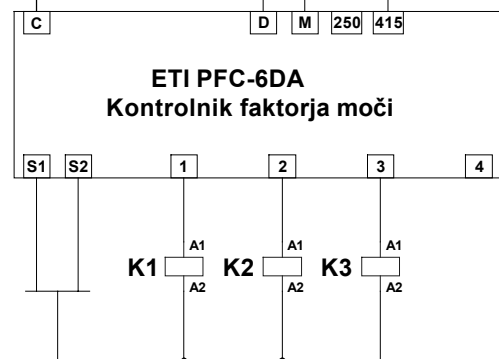 C D M 250 415
ETI PFC-6DA
Kontrolnik faktorja moči
S1 S2 1 2 3 4
A1 A1 A1
K1 K2 K3
A2 A2 A2